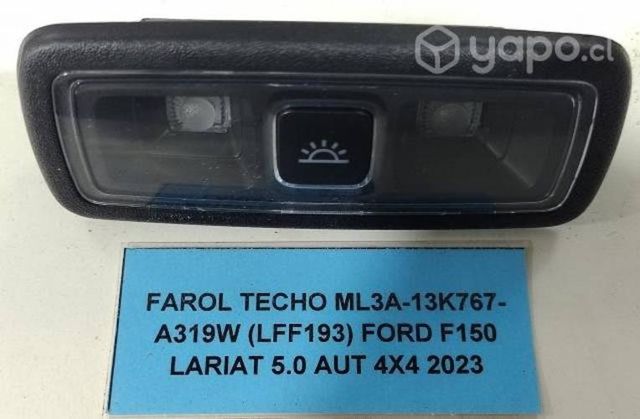 yapo.cl
FAROL TECHO ML3A-13K767-
A319W (LFF193) FORD F150
LARIAT 5.0 AUT 4X4 2023